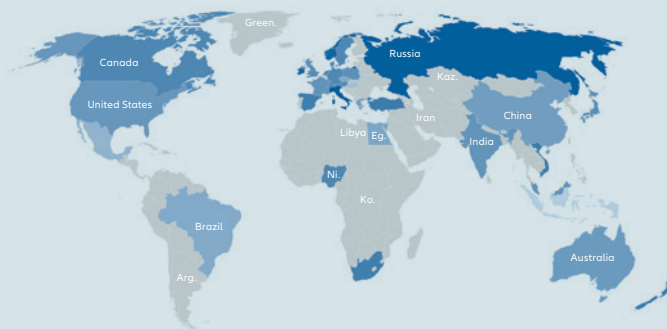 Green.
Russia
Canada
Kaz.
United States
China
Iran
Libya
Eg.
India
Ni.
Ko.
Brazil
Australia
Arg.